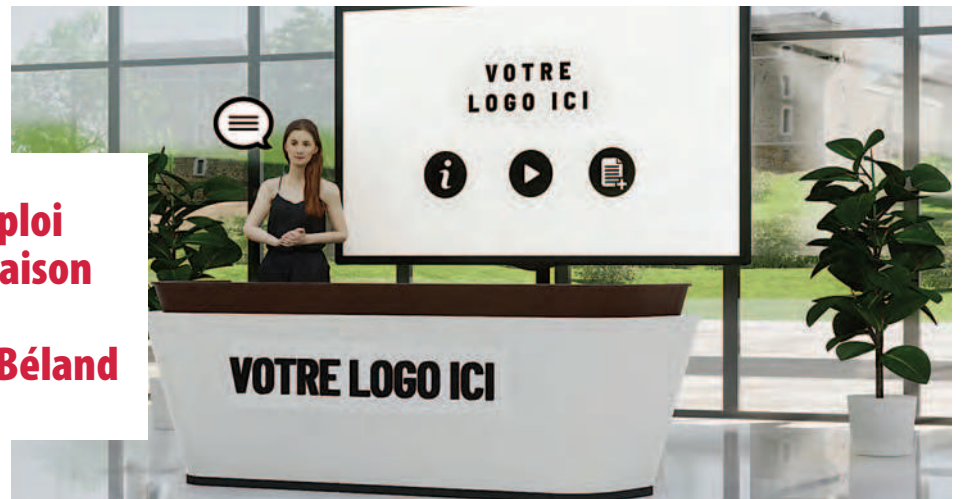 ploi
aison
Béland
VOTRE
LOGO ICI
VOTRE LOGO ICI